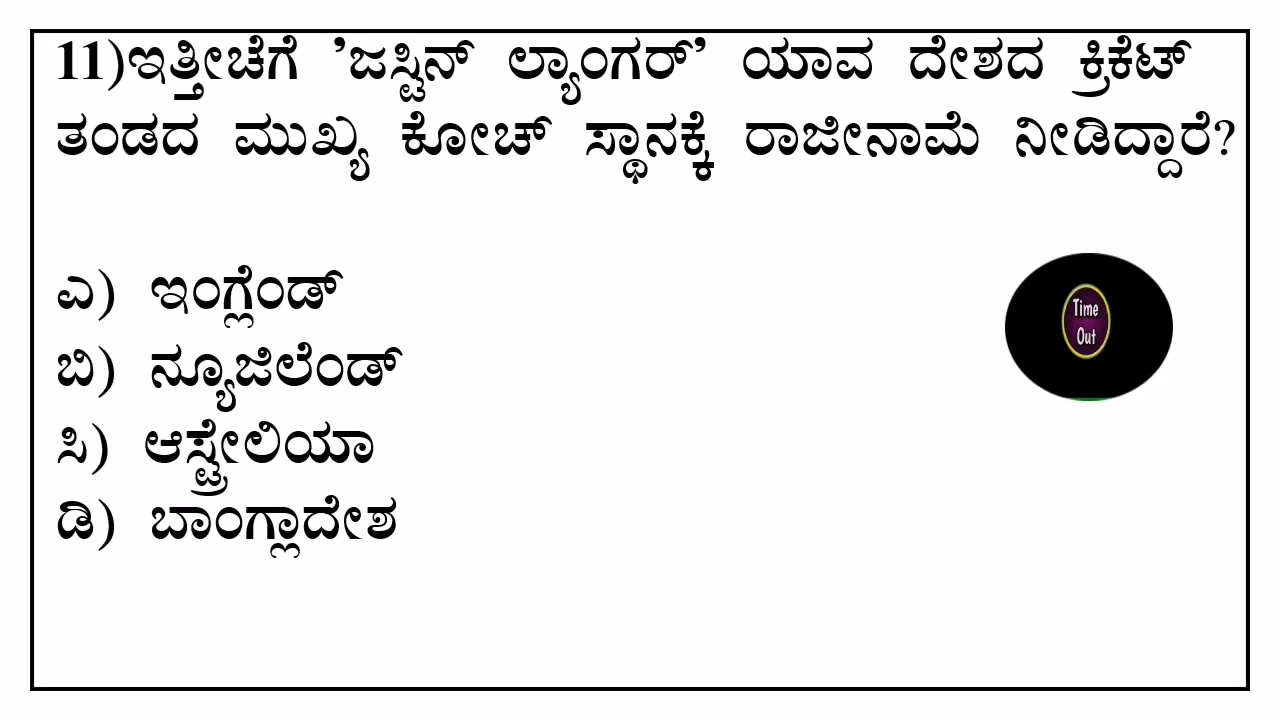 11)ಇತ್ತೀಚೆಗೆ 'ಜಸ್ಟಿನ್ ಲ್ಯಾಂಗರ್' ಯಾವ ದೇಶದ ಕ್ರಿಕೆಟ್
ತಂಡದ ಮುಖ್ಯ ಕೋಚ್ ಸ್ಥಾನಕ್ಕೆ ರಾಜೀನಾಮೆ ನೀಡಿದ್ದಾರೆ?
ಎ) ಇಂಗ್ಲೆಂಡ್
ಬಿ) ನ್ಯೂಜಿಲೆಂಡ್
ಸಿ) ಆಸ್ಟ್ರೇಲಿಯಾ
ಡಿ) ಬಾಂಗ್ಲಾದೇಶ
Time
Out